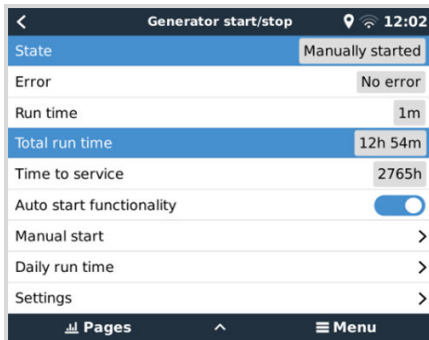 Generator start/stop 12:02
State Manually started
Error No error
Run time 1m
Total run time 12h 54m
Time to service 2765h
Auto start functionality
Manual start
Daily run time
Settings
Pages Menu